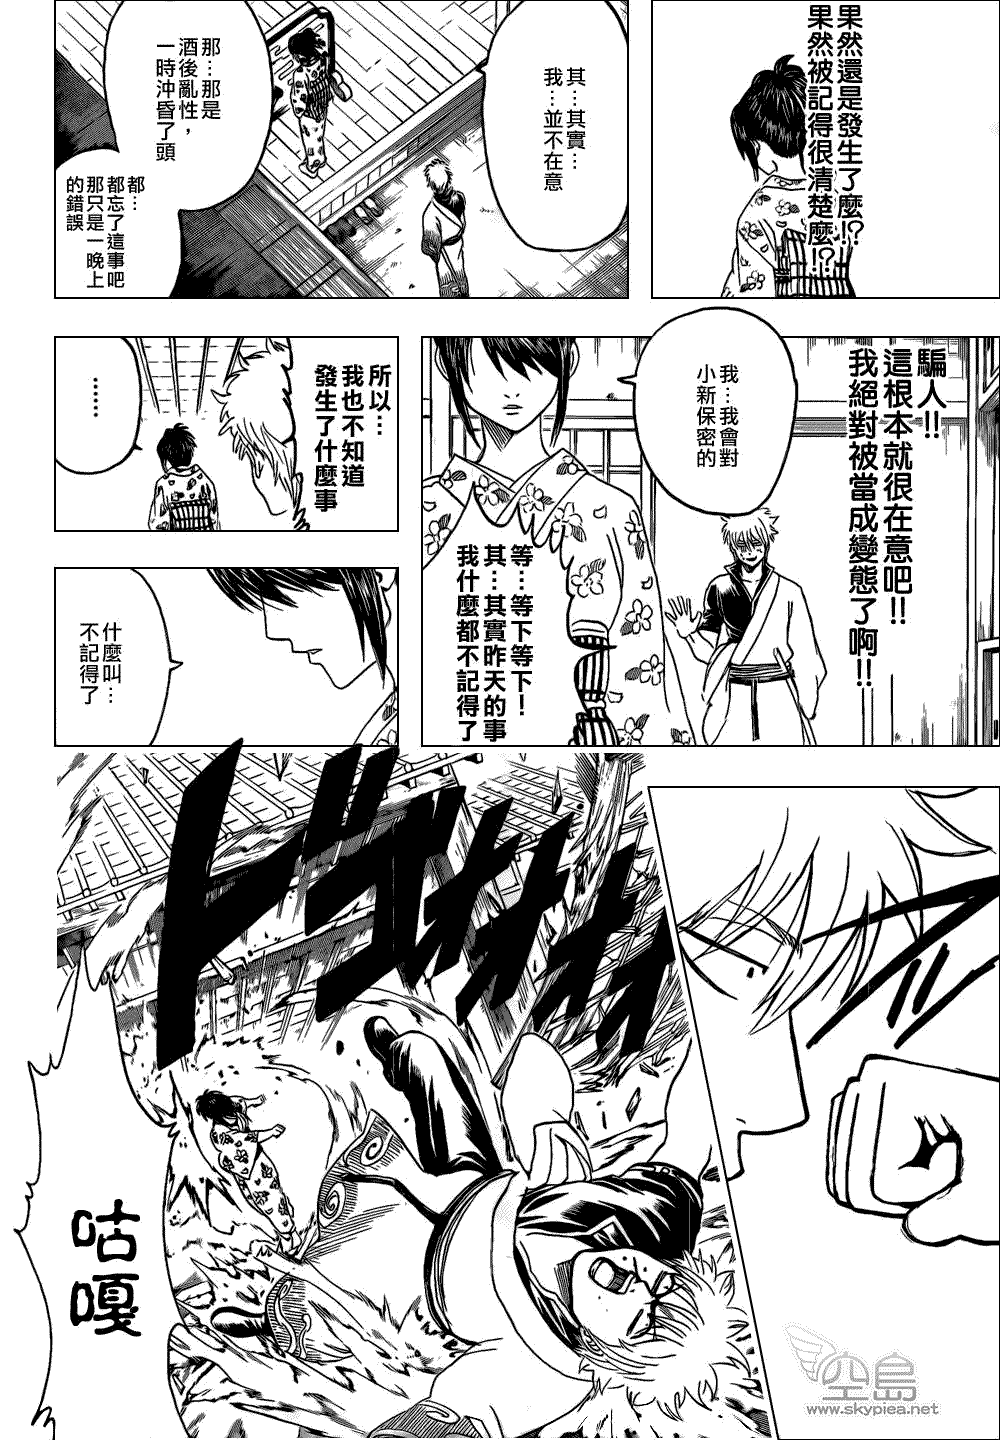 果然還是發生了麼!?
果然被記得很清楚麼!?
其…其實…
我…並不在意
那…那是
酒後亂性，
一時沖昏了頭
都…
都忘了這事吧
那只是一晚上
的錯誤
騙人!!
這根本就很在意吧!!
我絕對被當成變態了啊!!
我…我會對
小新保密的
等…等下等下！
其…其實昨天的事
我什麼都不記得了
所以…
我也不知道
發生了什麼事
……
什麼叫…
不記得了
ドゴォォォ
咕嘎
空島
www.skypiea.net